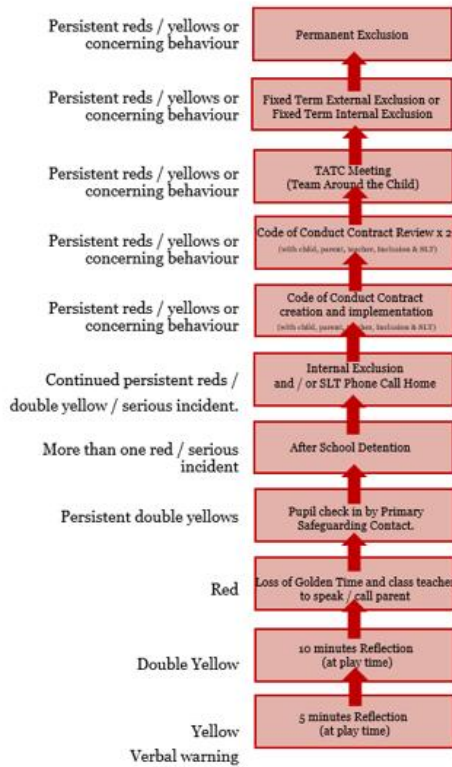 Persistent reds / yellows or
concerning behaviour
Permanent Exclusion
Persistent reds / yellows or
concerning behaviour
Fixed Term External Exclusion or
Fixed Term Internal Exclusion
Persistent reds / yellows or
concerning behaviour
TATC Meeting
(Team Around the Child)
Persistent reds / yellows or
concerning behaviour
Code of Conduct Contract Review x 2
(with child, parent, teacher, Inclusion & SLT)
Persistent reds / yellows or
concerning behaviour
Code of Conduct Contract
creation and implementation
(with child, parent, teacher, Inclusion & SLT)
Continued persistent reds /
double yellow / serious incident.
Internal Exclusion
and / or SLT Phone Call Home
More than one red / serious
incident
After School Detention
Persistent double yellows
Pupil check in by Primary
Safeguarding Contact.
Red
Loss of Golden Time and class teacher
to speak / call parent
Double Yellow
10 minutes Reflection
(at play time)
Yellow
Verbal warning
5 minutes Reflection
(at play time)